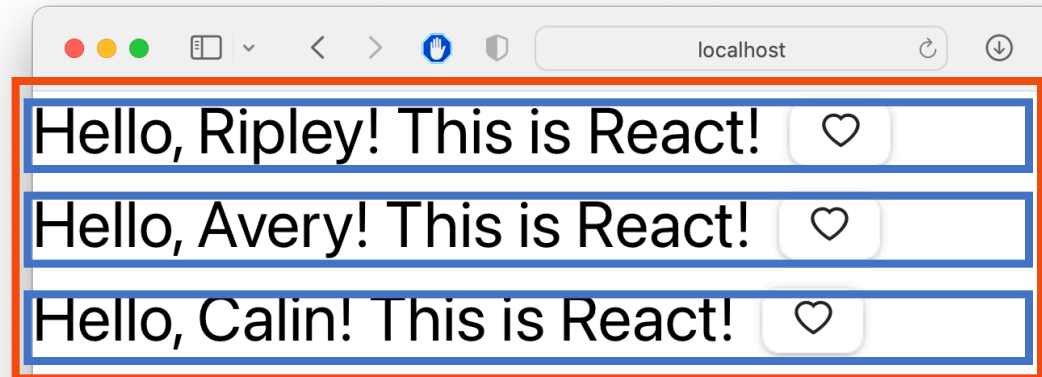 localhost
Hello, Ripley! This is React!
Hello, Avery! This is React!
Hello, Calin! This is React!